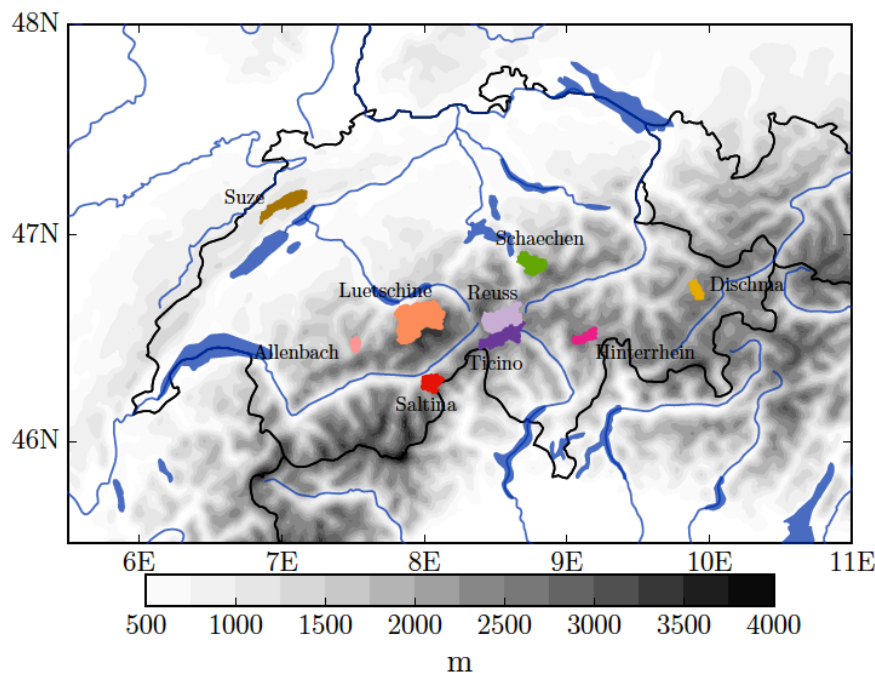 48N
Suze
47N
Schaechen
Luetschine
Reuss
Dischma
Allenbach
Hinterrhein
Ticino
Saltina
46N
6E 7E 8E 9E 10E 11E
500 1000 1500 2000 2500 3000 3500 4000
m